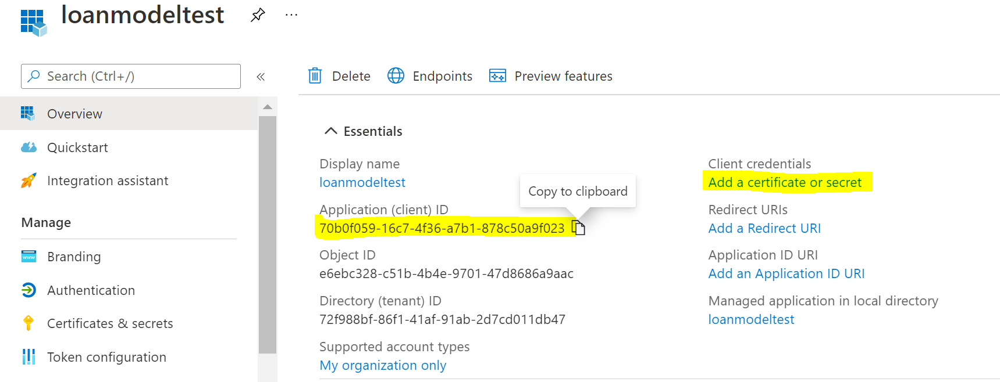 loanmodeltest
Search (Ctrl+/)
Overview
Quickstart
Integration assistant
Manage
Branding
Authentication
Certificates & secrets
Token configuration
Delete
Endpoints
Preview features
Essentials
Display name
loanmodeltest
Copy to clipboard
Application (client) ID
70b0f059-16c7-4f36-a7b1-878c50a9f023
Object ID
e6ebc328-c51b-4b4e-9701-47d8686a9aac
Directory (tenant) ID
72f988bf-86f1-41af-91ab-2d7cd011db47
Supported account types
My organization only
Client credentials
Add a certificate or secret
Redirect URIs
Add a Redirect URI
Application ID URI
Add an Application ID URI
Managed application in local directory
loanmodeltest